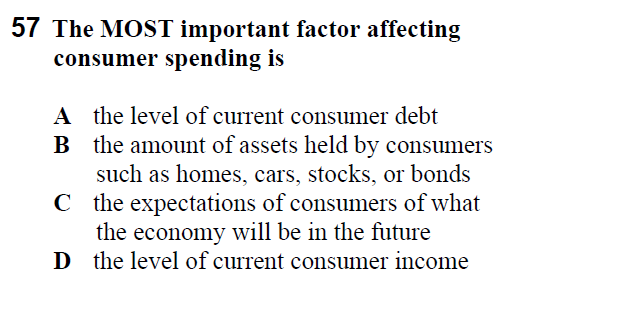 57 The MOST important factor affecting
consumer spending is
A the level of current consumer debt
B the amount of assets held by consumers
such as homes, cars, stocks, or bonds
C the expectations of consumers of what
the economy will be in the future
D the level of current consumer income